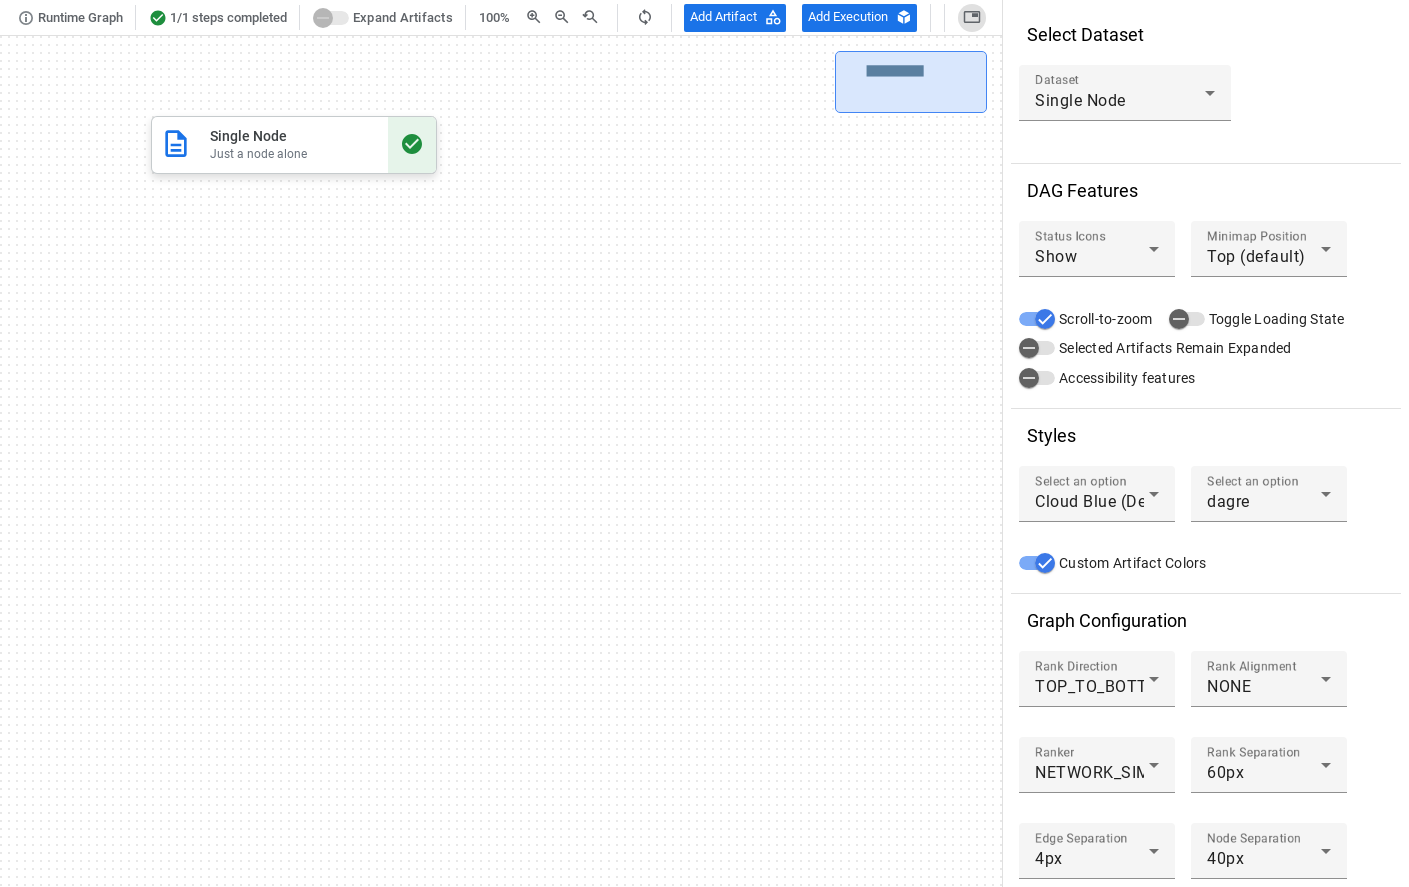 Runtime Graph
1/1 steps completed
Expand Artifacts
100%
Add Artifact
Add Execution
Single Node
Just a node alone
Select Dataset
Dataset
Single Node
DAG Features
Status Icons
Show
Minimap Position
Top (default)
Scroll-to-zoom
Toggle Loading State
Selected Artifacts Remain Expanded
Accessibility features
Styles
Select an option
Cloud Blue (De
Select an option
dagre
Custom Artifact Colors
Graph Configuration
Rank Direction
TOP_TO_BOTT
Rank Alignment
NONE
Ranker
NETWORK_SIM
Rank Separation
60px
Edge Separation
4px
Node Separation
40px